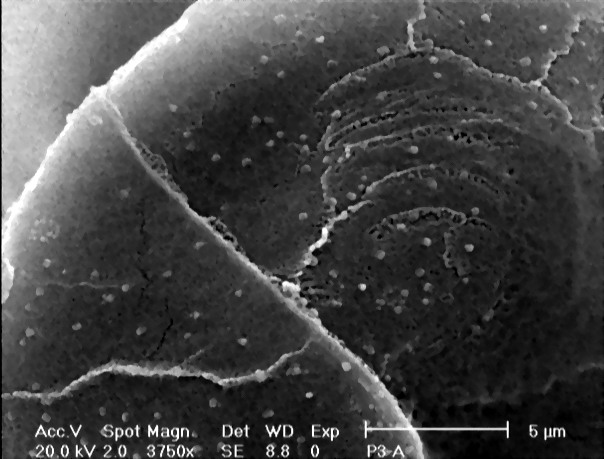 Acc.V Spot Magn Det WD Exp 5 µm
20.0 kV 2.0 3750x SE 8.8 0 P3-A